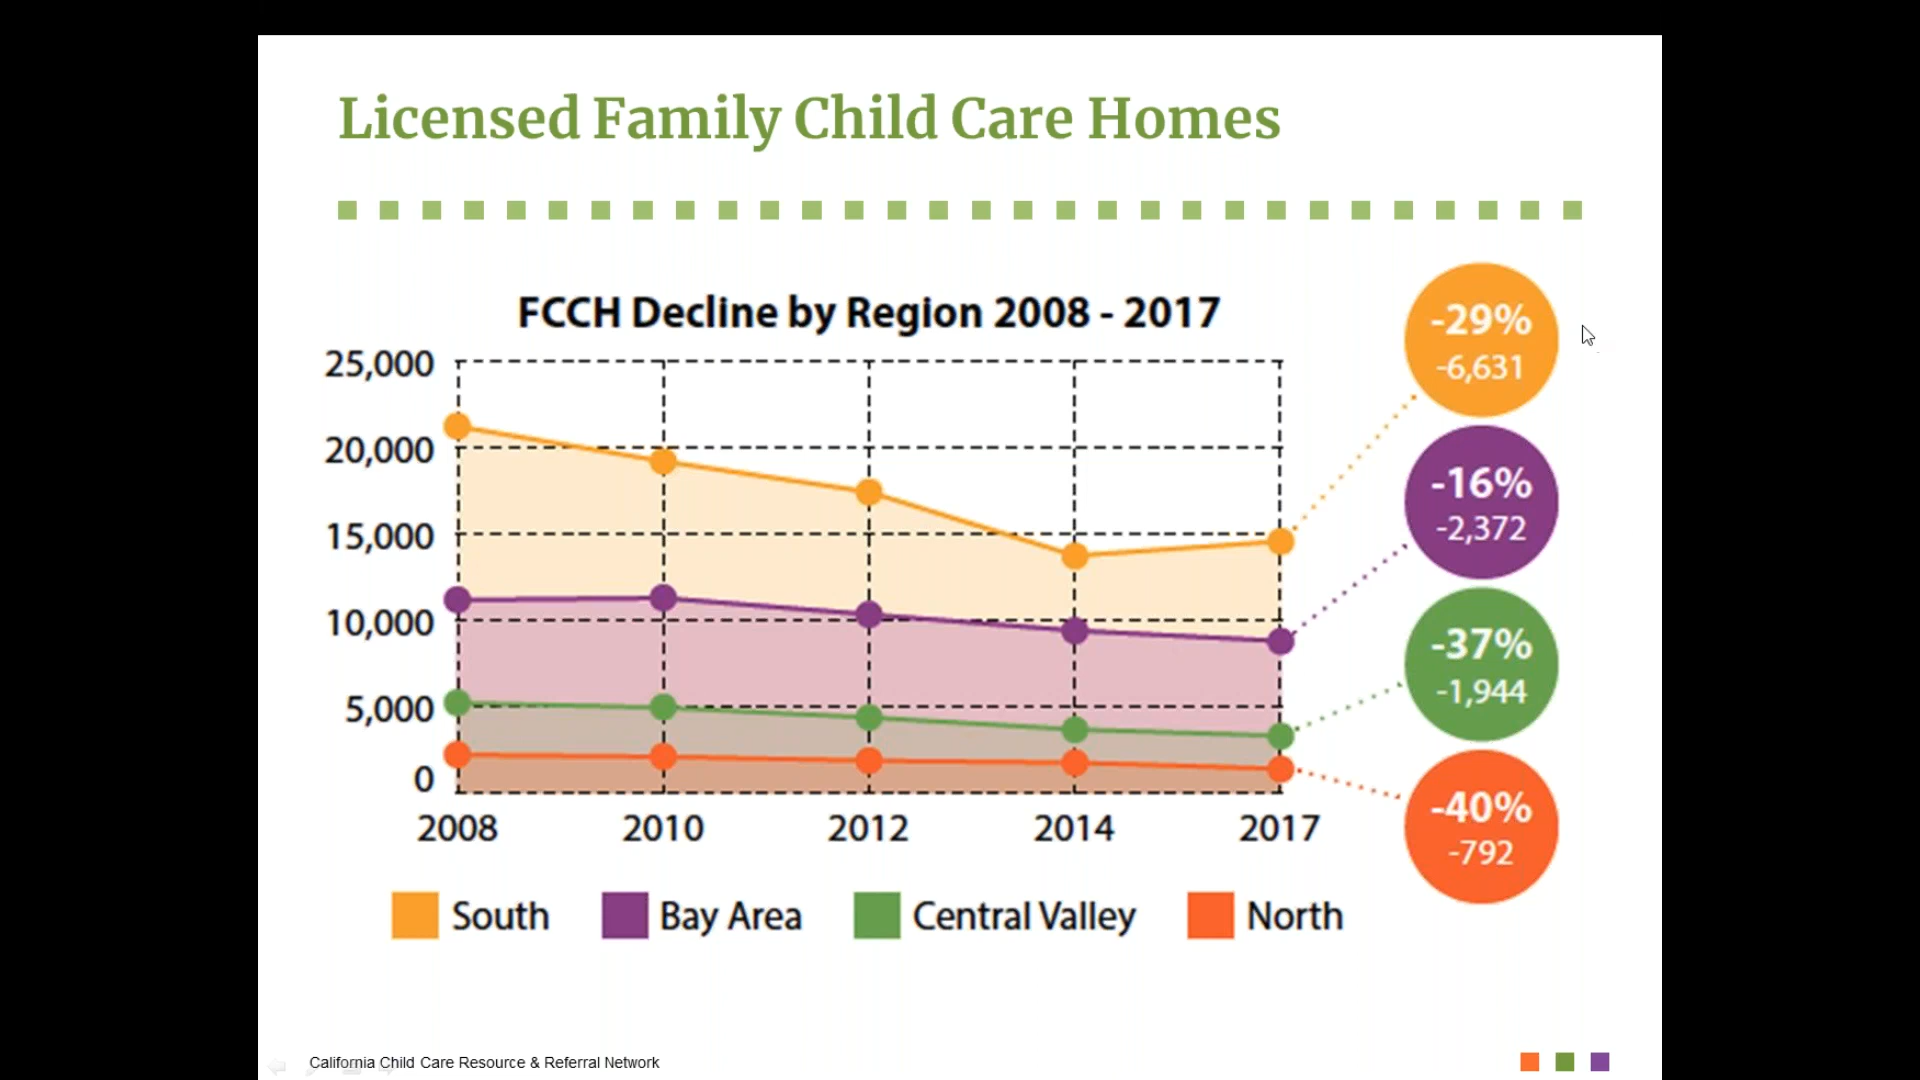 Licensed Family Child Care Homes
FCCH Decline by Region 2008 - 2017
25,000
20,000
15,000
10,000
5,000
0
2008 2010 2012 2014 2017
-29%
-6,631
-16%
-2,372
-37%
-1,944
-40%
-792
South Bay Area Central Valley North
California Child Care Resource & Referral Network